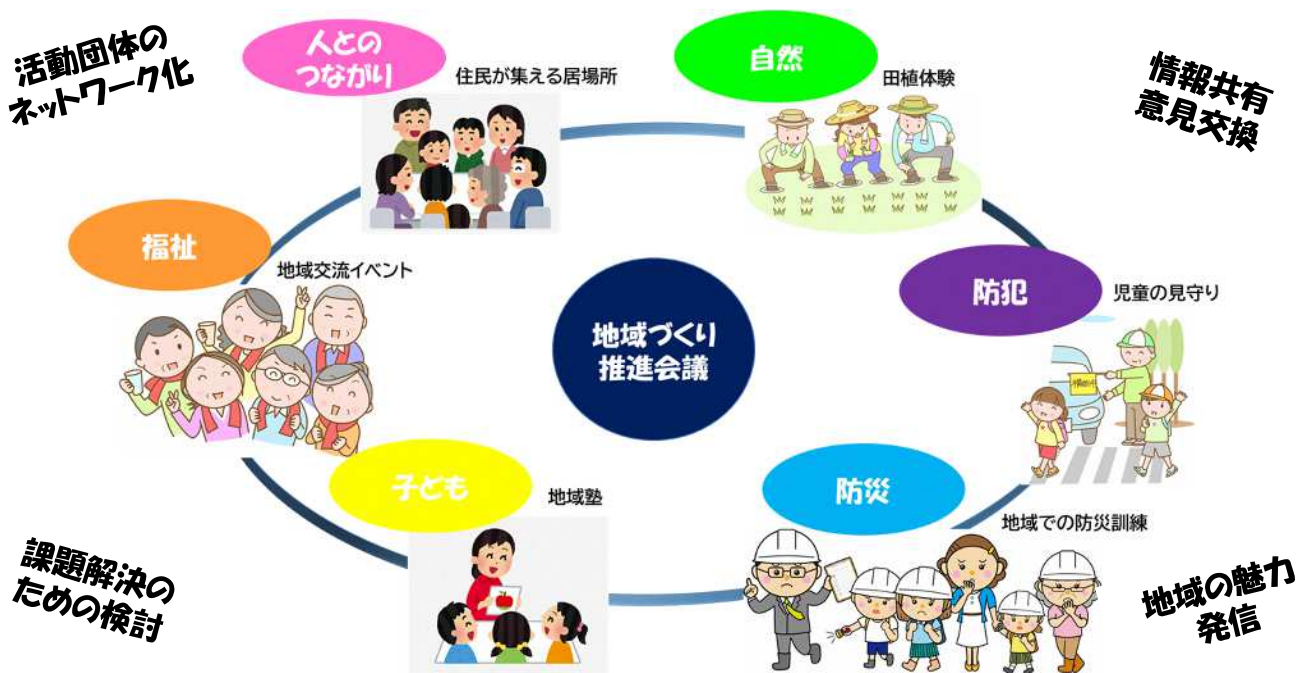 活動団体の
ネットワーク化
人との
つながり
住民が集える居場所
自然
田植体験
情報共有
意見交換
福祉
地域交流イベント
地域づくり
推進会議
防犯
児童の見守り
子ども
地域塾
防災
地域での防災訓練
課題解決の
ための検討
地域の魅力
発信